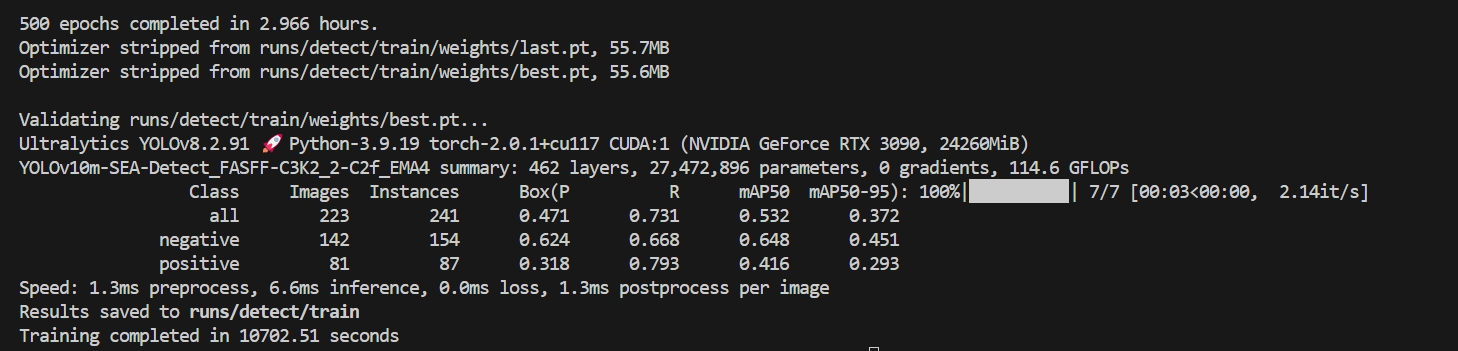 500 epochs completed in 2.966 hours.
Optimizer stripped from runs/detect/train/weights/last.pt, 55.7MB
Optimizer stripped from runs/detect/train/weights/best.pt, 55.6MB
Validating runs/detect/train/weights/best.pt...
Ultralytics YOLOv8.2.91 🚀 Python-3.9.19 torch-2.0.1+cu117 CUDA:1 (NVIDIA GeForce RTX 3090, 24260MiB)
YOLOv10m-SEA-Detect_FASFF-C3K2_2-C2f_EMA4 summary: 462 layers, 27,472,896 parameters, 0 gradients, 114.6 GFLOPs
Class Images Instances Box(P R mAP50 mAP50-95): 100%|██████████| 7/7 [00:03<00:00, 2.14it/s]
all 223 241 0.471 0.731 0.532 0.372
negative 142 154 0.624 0.668 0.648 0.451
positive 81 87 0.318 0.793 0.416 0.293
Speed: 1.3ms preprocess, 6.6ms inference, 0.0ms loss, 1.3ms postprocess per image
Results saved to runs/detect/train
Training completed in 10702.51 seconds